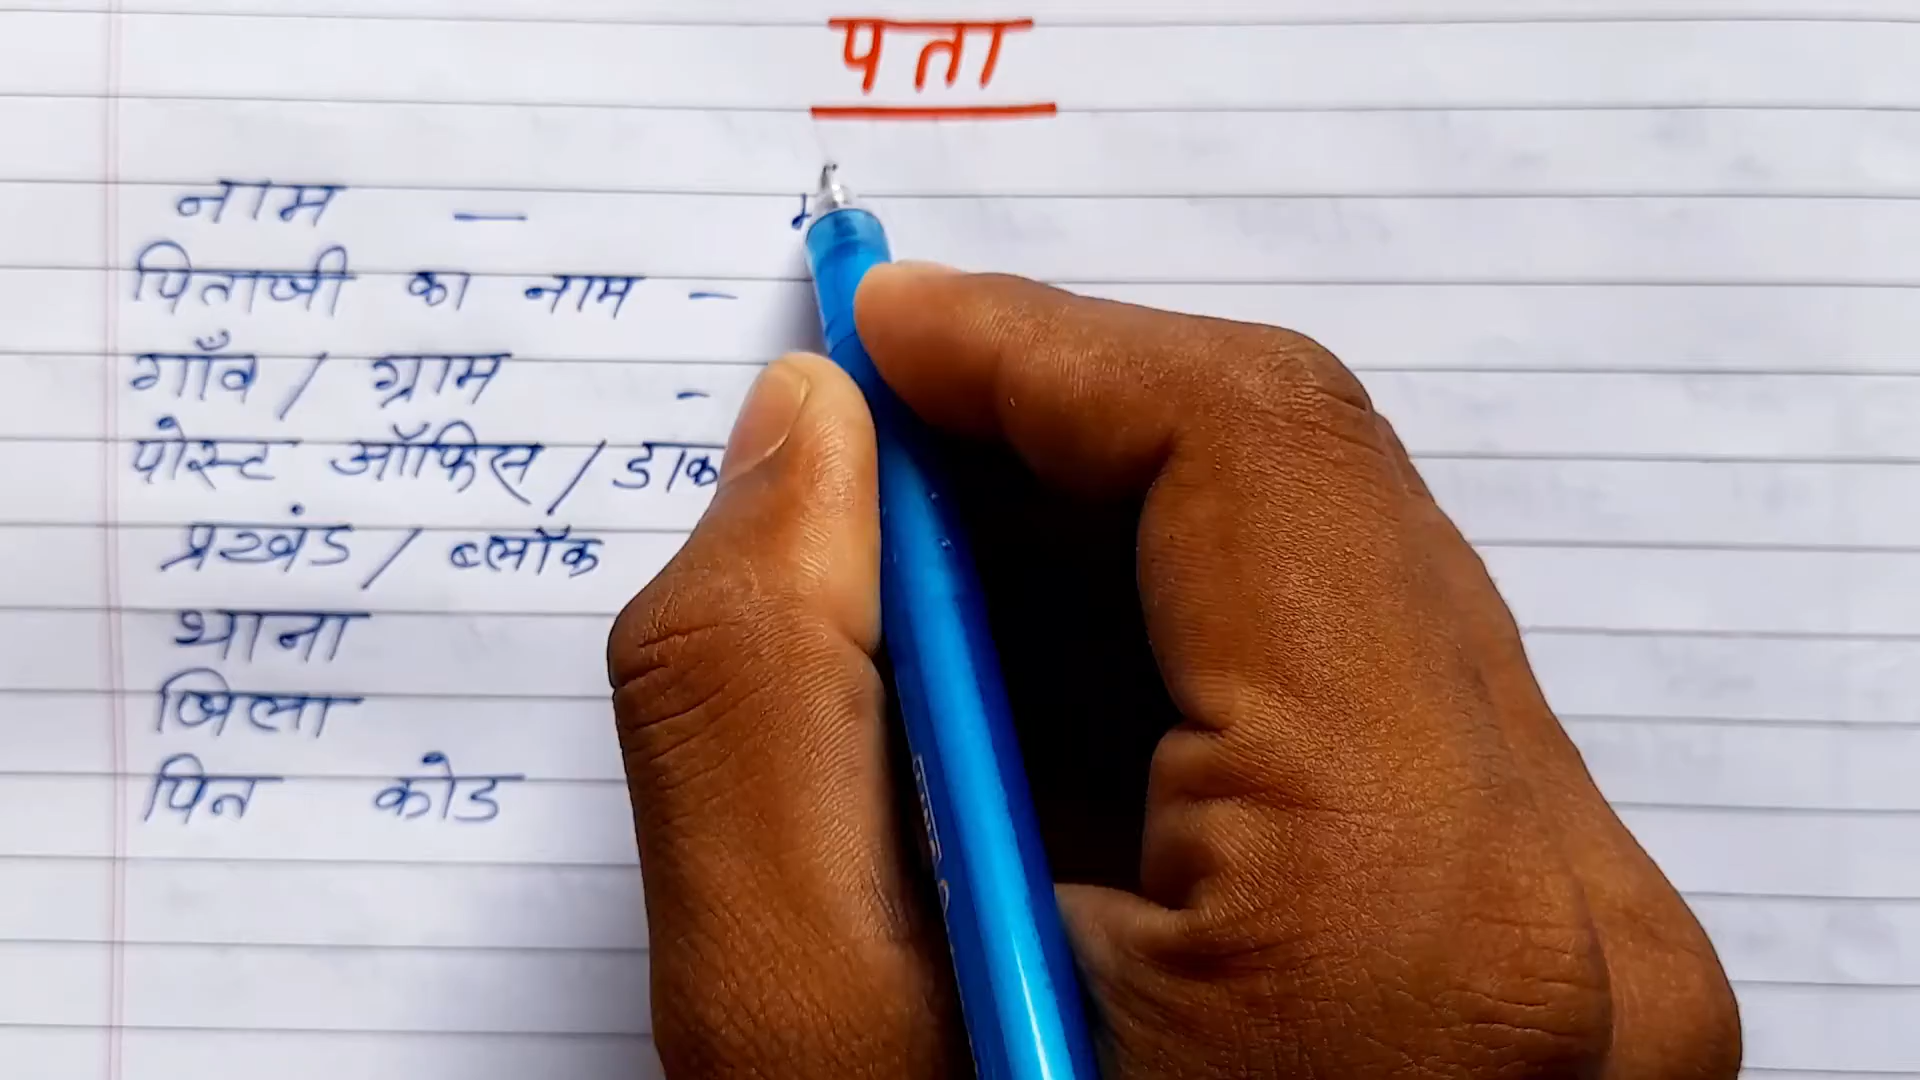 पता
नाम -
पिताजी का नाम -
गाँव / ग्राम -
पोस्ट ऑफिस / डाक
प्रखंड / ब्लॉक
थाना
जिला
पिन कोड